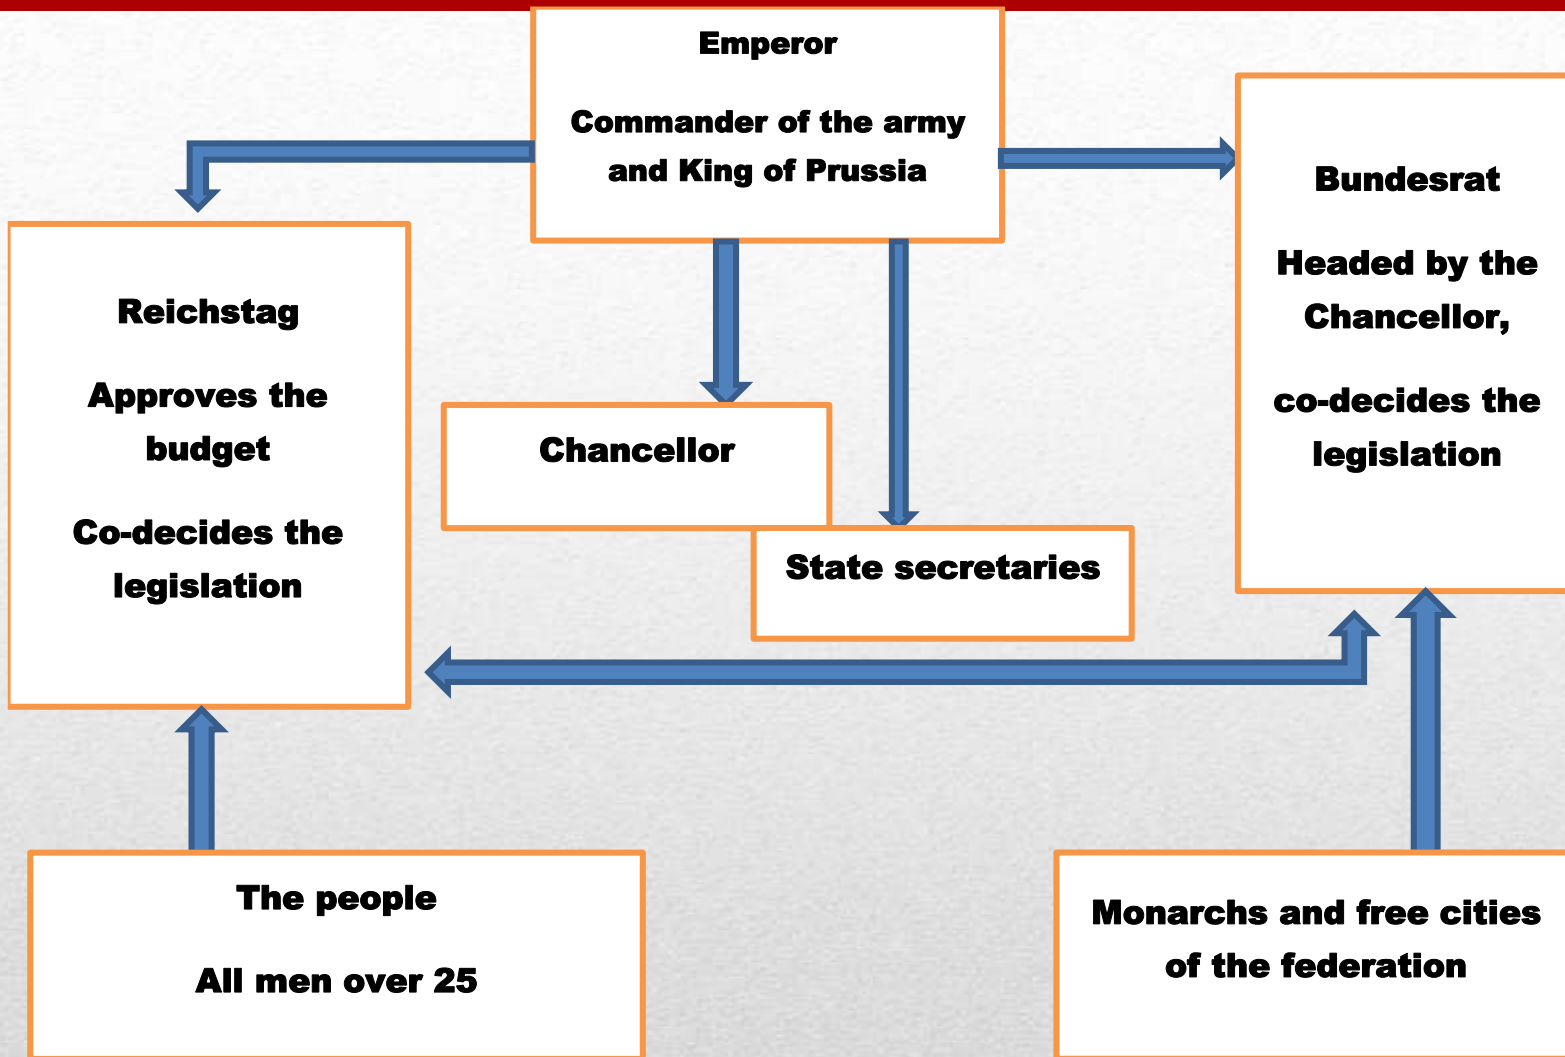 Emperor
Commander of the army
and King of Prussia
Reichstag
Approves the
budget
Co-decides the
legislation
Chancellor
State secretaries
Bundesrat
Headed by the
Chancellor,
co-decides the
legislation
The people
All men over 25
Monarchs and free cities
of the federation